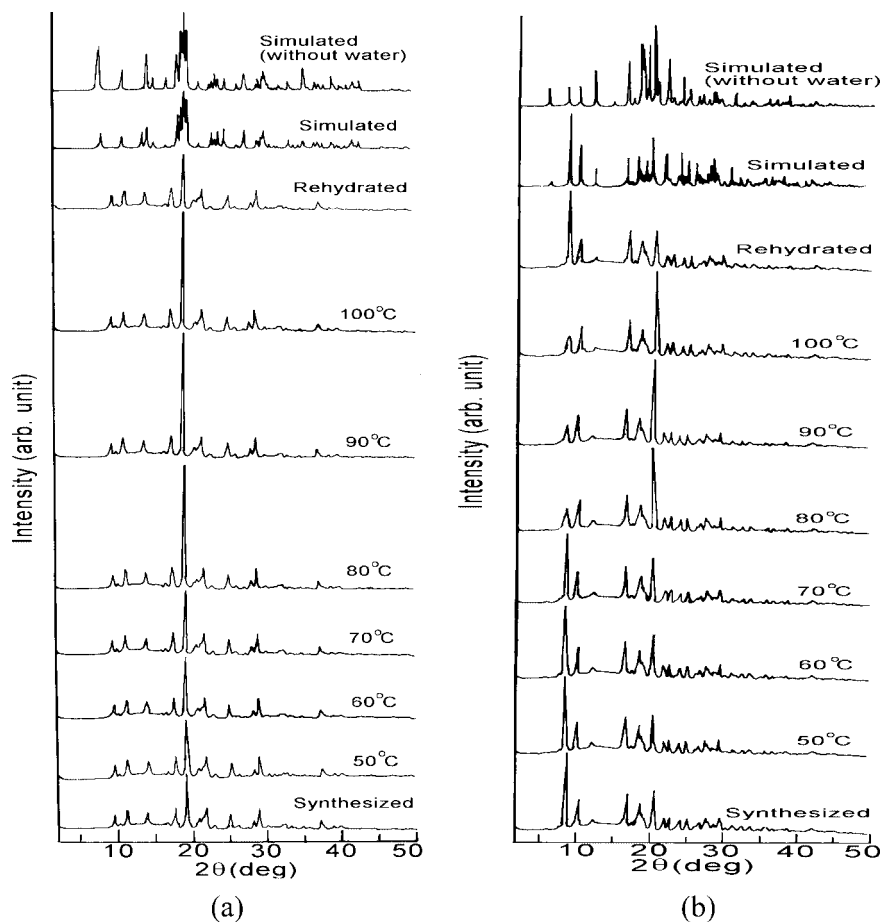 Simulated
(without water)
Simulated
Rehydrated
100°C
90°C
80°C
70°C
60°C
50°C
Synthesized
Intensity (arb. unit)
10 20 30 40 50
2θ(deg)
(a)
Simulated
(without water)
Simulated
Rehydrated
100°C
90°C
80°C
70°C
60°C
50°C
Synthesized
Intensity (arb. unit)
10 20 30 40 50
2θ(deg)
(b)